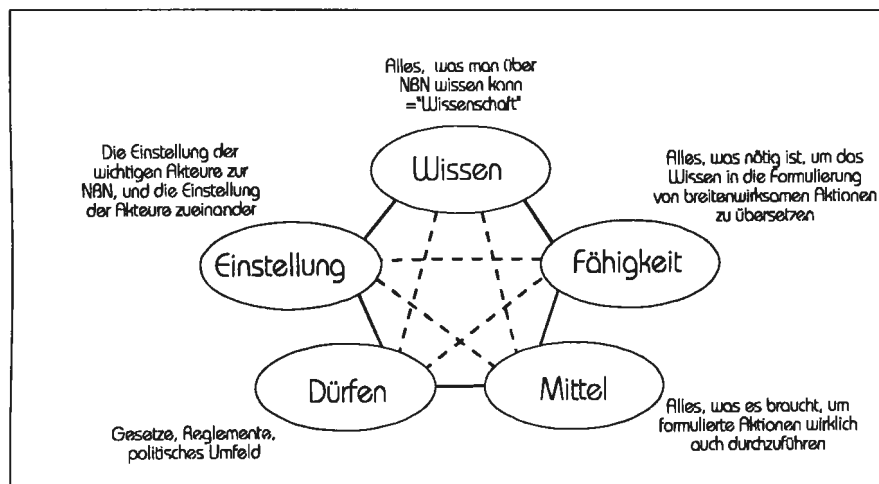 Alles, was man über
NBN wissen kann
="Wissenschaft"
Wissen
Die Einstellung der
wichtigen Akteure zur
NBN, und die Einstellung
der Akteure zueinander
Einstellung
Alles, was nötig ist, um das
Wissen in die Formulierung
von breitenwirksamen Aktionen
zu übersetzen
Fähigkeit
Dürfen
Gesetze, Reglemente,
politisches Umfeld
Mittel
Alles, was es braucht, um
formulierte Aktionen wirklich
auch durchzuführen